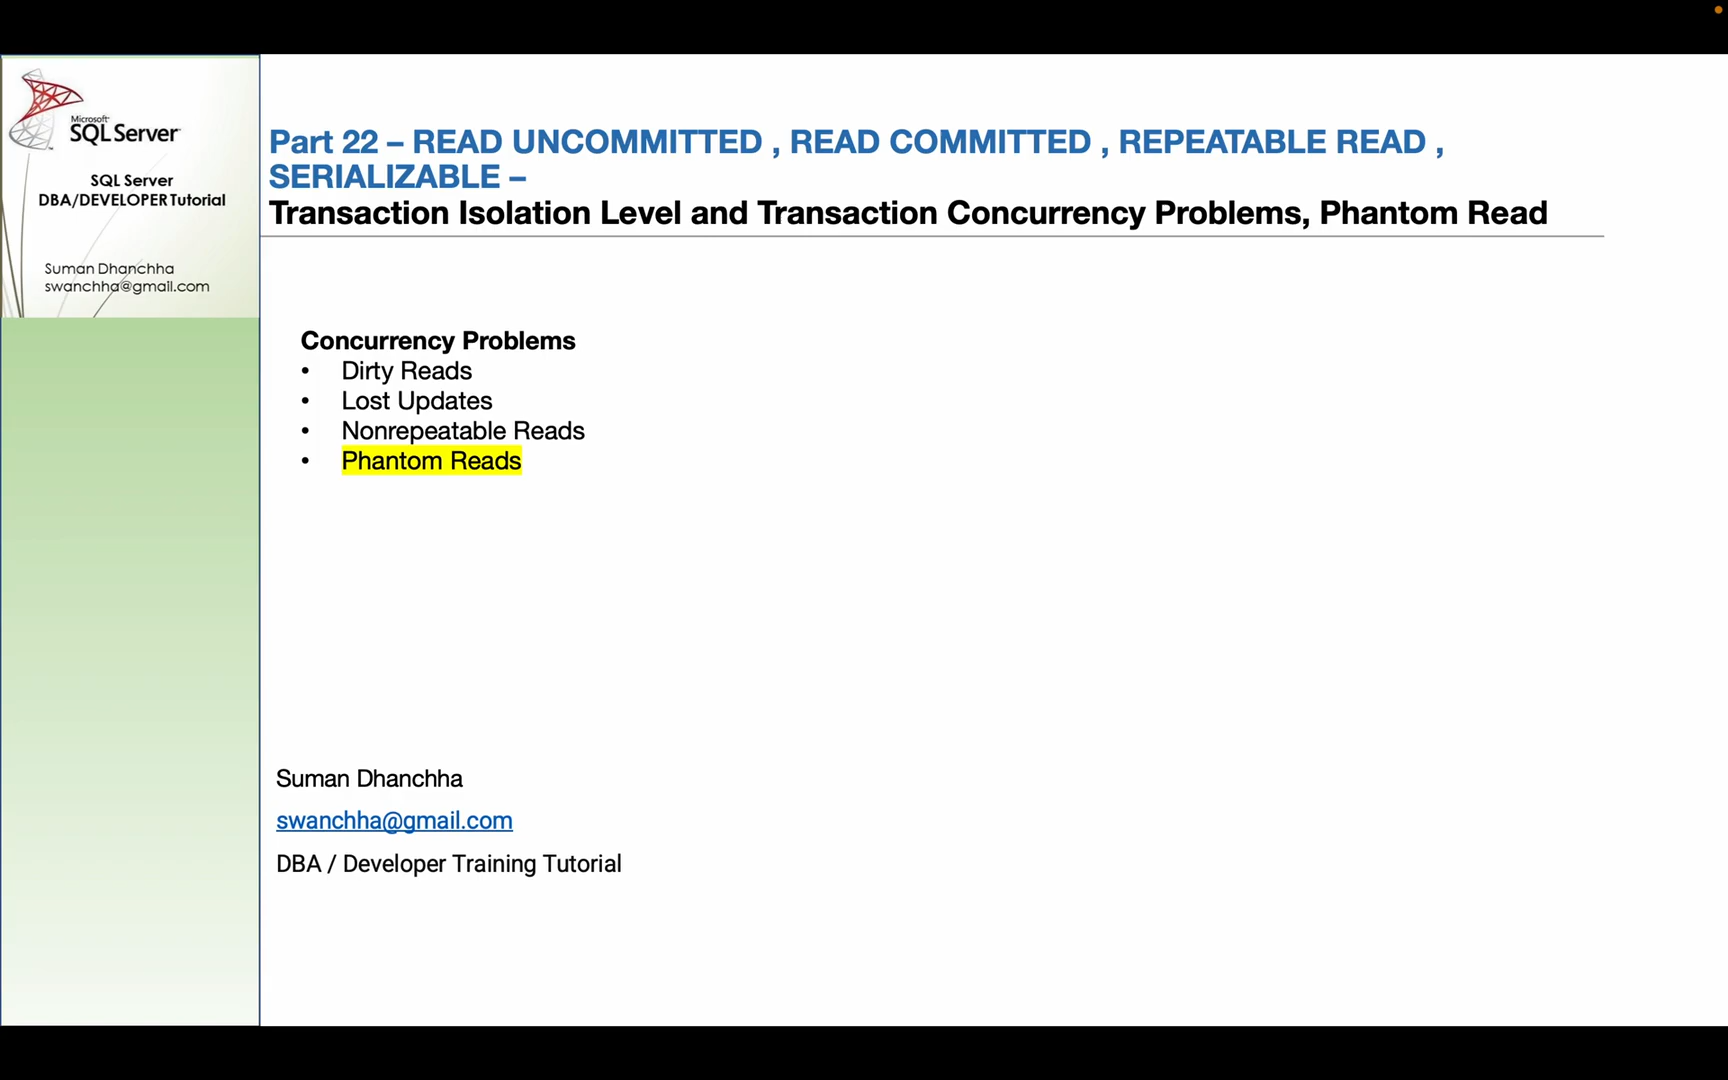 Microsoft
SQL Server
SQL Server
DBA/DEVELOPER Tutorial
Suman Dhanchha
swanchha@gmail.com
Part 22 – READ UNCOMMITTED , READ COMMITTED , REPEATABLE READ ,
SERIALIZABLE –
Transaction Isolation Level and Transaction Concurrency Problems, Phantom Read
Concurrency Problems
• Dirty Reads
• Lost Updates
• Nonrepeatable Reads
• Phantom Reads
Suman Dhanchha
swanchha@gmail.com
DBA / Developer Training Tutorial